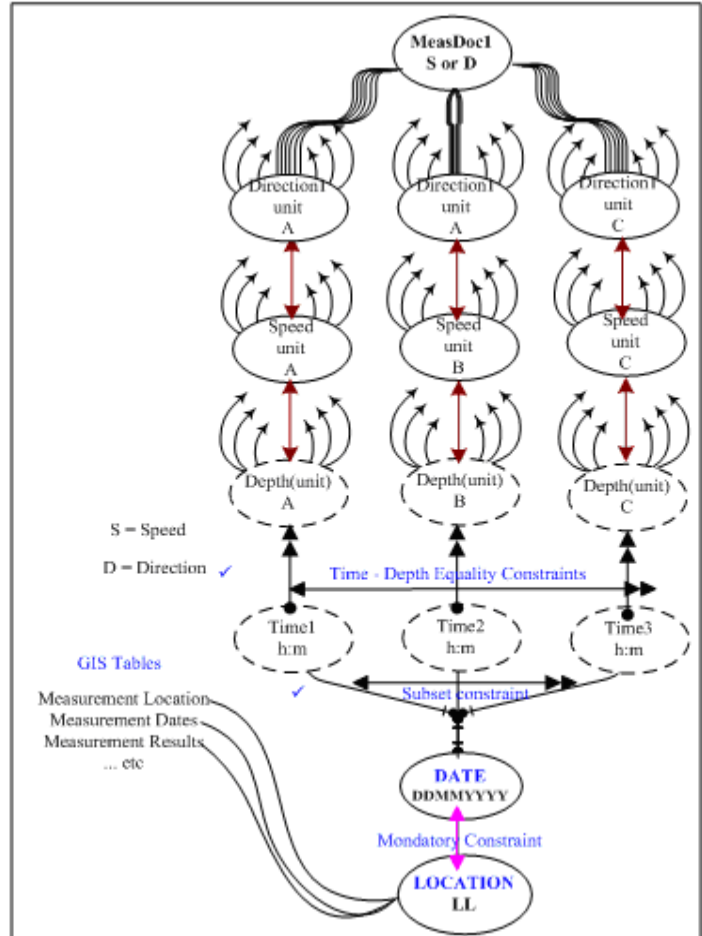 MeasDoc1
S or D
Direction1
unit
A
Direction1
unit
A
Direction1
unit
C
Speed
unit
A
Speed
unit
B
Speed
unit
C
Depth(unit)
A
Depth(unit)
B
Depth(unit)
C
S = Speed
D = Direction ✓
Time - Depth Equality Constraints
Time1
h:m
Time2
h:m
Time3
h:m
GIS Tables
✓
Subset constraint
Measurement Location
Measurement Dates
Measurement Results
... etc
DATE
DDMMYYYY
Mondatory Constraint
LOCATION
LL